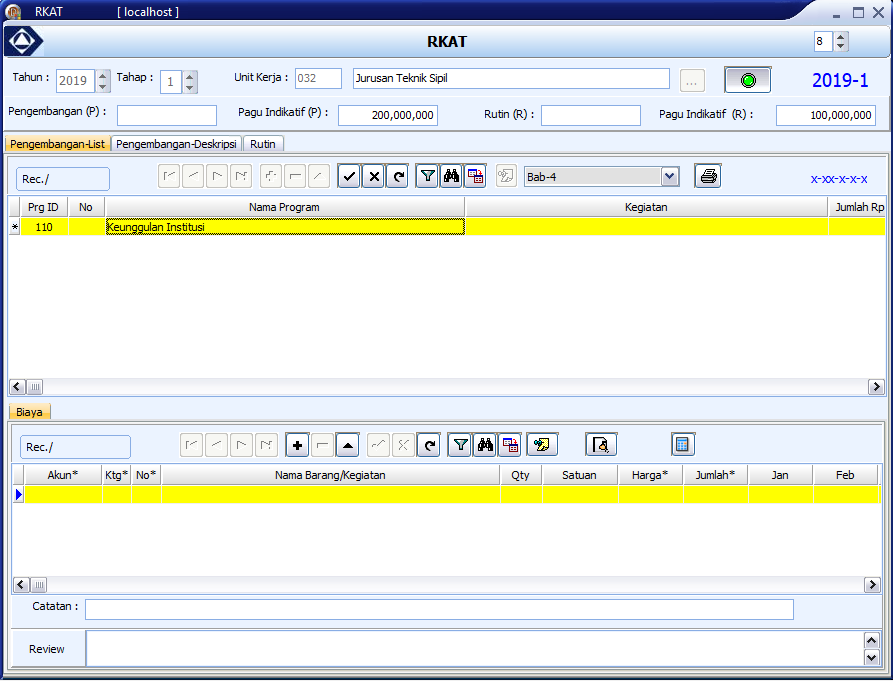 RKAT [ localhost ]
RKAT 8
Tahun : 2019 Tahap : 1 Unit Kerja : 032 Jurusan Teknik Sipil ... 2019-1
Pengembangan (P) : Pagu Indikatif (P) : 200,000,000 Rutin (R) : Pagu Indikatif (R) : 100,000,000
Pengembangan-List Pengembangan-Deskripsi Rutin
Rec./ Bab-4 x-xx-x-x-x
Prg ID No Nama Program Kegiatan Jumlah Rp
* 110 Keunggulan Institusi
Biaya
Rec./
Akun* Ktg* No* Nama Barang/Kegiatan Qty Satuan Harga* Jumlah* Jan Feb
Catatan :
Review